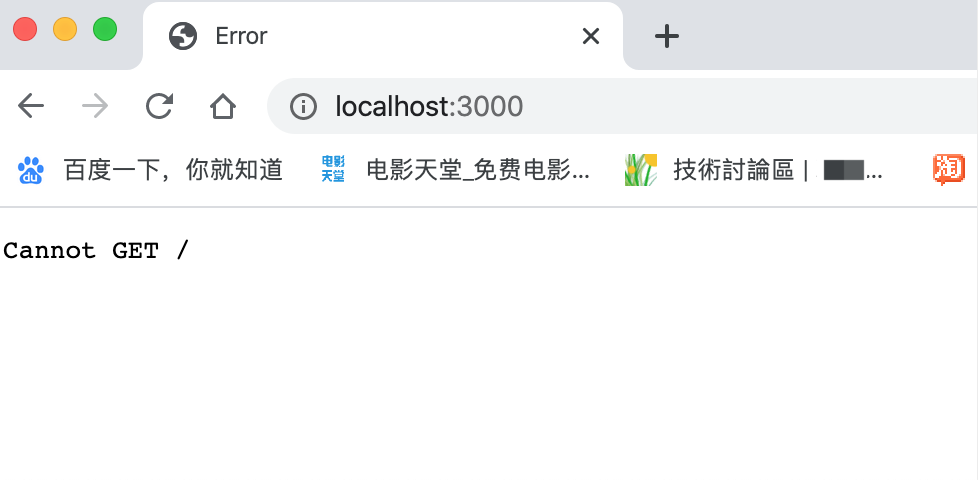 Error
localhost:3000
百度一下，你就知道
电影天堂 电影天堂_免费电影...
技術討論區 | ...
淘
Cannot GET /